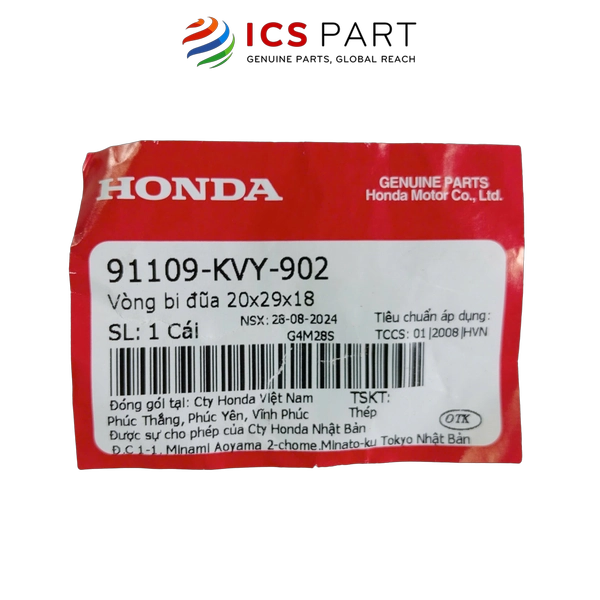 ICS PART
GENUINE PARTS, GLOBAL REACH
HONDA
GENUINE PARTS
Honda Motor Co., Ltd.
91109-KVY-902
Vòng bi đũa 20x29x18
NSX: 28-08-2024
Tiêu chuẩn áp dụng:
SL: 1 Cái
G4M28S
TCCS: 01|2008|HVN
Đóng gói tại: Cty Honda Việt Nam
TSKT:
Phúc Thắng, Phúc Yên, Vĩnh Phúc
Thép
Được sự cho phép của Cty Honda Nhật Bản
OTK
Đ.C 1-1, Minami Aoyama 2-chome,Minato-ku Tokyo Nhật Bản